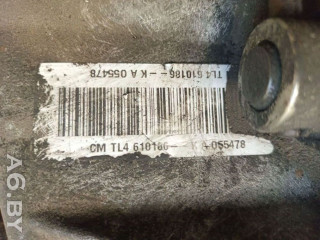 TL4 610186--K A 055478
CM TL4 610186-- K A 055478
A6.BY